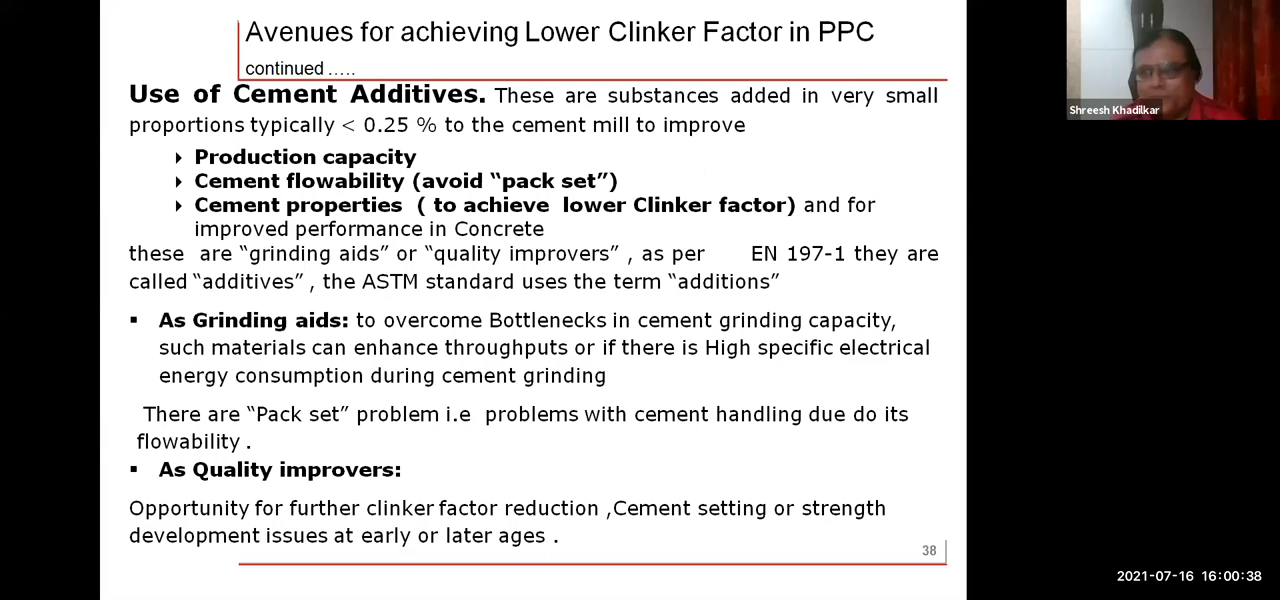 Avenues for achieving Lower Clinker Factor in PPC
continued .....
Use of Cement Additives. These are substances added in very small
proportions typically < 0.25 % to the cement mill to improve
Production capacity
Cement flowability (avoid “pack set”)
Cement properties ( to achieve lower Clinker factor) and for
improved performance in Concrete
these are “grinding aids” or “quality improvers” , as per EN 197-1 they are
called “additives” , the ASTM standard uses the term “additions”
As Grinding aids: to overcome Bottlenecks in cement grinding capacity,
such materials can enhance throughputs or if there is High specific electrical
energy consumption during cement grinding
There are “Pack set” problem i.e problems with cement handling due do its
flowability .
As Quality improvers:
Opportunity for further clinker factor reduction ,Cement setting or strength
development issues at early or later ages .
38
Shreesh Khadilkar
2021-07-16 16:00:38